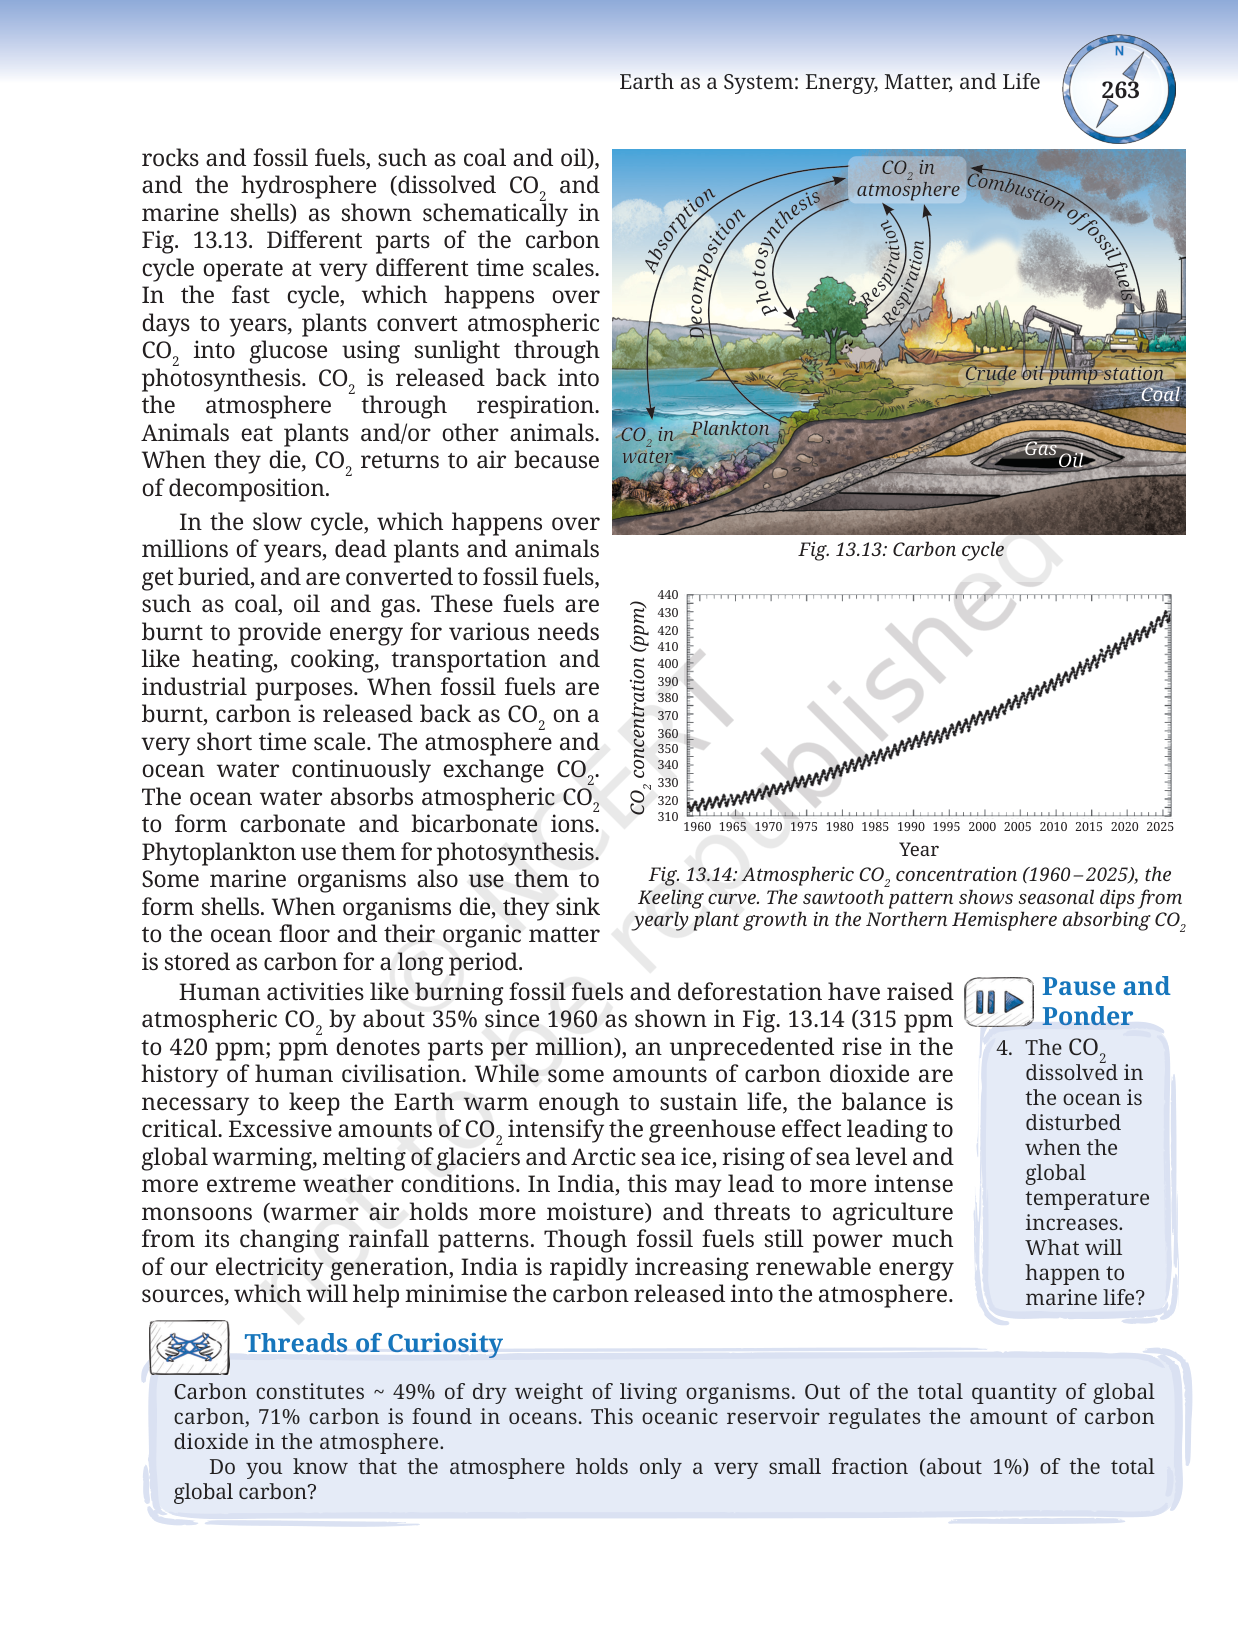 Earth as a System: Energy, Matter, and Life
N
263
rocks and fossil fuels, such as coal and oil),
and the hydrosphere (dissolved CO2 and
marine shells) as shown schematically in
Fig. 13.13. Different parts of the carbon
cycle operate at very different time scales.
In the fast cycle, which happens over
days to years, plants convert atmospheric
CO2 into glucose using sunlight through
photosynthesis. CO2 is released back into
the atmosphere through respiration.
Animals eat plants and/or other animals.
When they die, CO2 returns to air because
of decomposition.
In the slow cycle, which happens over
millions of years, dead plants and animals
get buried, and are converted to fossil fuels,
such as coal, oil and gas. These fuels are
burnt to provide energy for various needs
like heating, cooking, transportation and
industrial purposes. When fossil fuels are
burnt, carbon is released back as CO2 on a
very short time scale. The atmosphere and
ocean water continuously exchange CO2.
The ocean water absorbs atmospheric CO2
to form carbonate and bicarbonate ions.
Phytoplankton use them for photosynthesis.
Some marine organisms also use them to
form shells. When organisms die, they sink
to the ocean floor and their organic matter
is stored as carbon for a long period.
CO2 in
atmosphere
Absorption
Decomposition
Photosynthesis
Respiration
Respiration
Combustion of fossil fuels
Crude oil pump station
Coal
Gas
Oil
Plankton
CO2 in
water
Fig. 13.13: Carbon cycle
CO2 concentration (ppm)
440
430
420
410
400
390
380
370
360
350
340
330
320
310
1960 1965 1970 1975 1980 1985 1990 1995 2000 2005 2010 2015 2020 2025
Year
Fig. 13.14: Atmospheric CO2 concentration (1960–2025), the
Keeling curve. The sawtooth pattern shows seasonal dips from
yearly plant growth in the Northern Hemisphere absorbing CO2
Human activities like burning fossil fuels and deforestation have raised
atmospheric CO2 by about 35% since 1960 as shown in Fig. 13.14 (315 ppm
to 420 ppm; ppm denotes parts per million), an unprecedented rise in the
history of human civilisation. While some amounts of carbon dioxide are
necessary to keep the Earth warm enough to sustain life, the balance is
critical. Excessive amounts of CO2 intensify the greenhouse effect leading to
global warming, melting of glaciers and Arctic sea ice, rising of sea level and
more extreme weather conditions. In India, this may lead to more intense
monsoons (warmer air holds more moisture) and threats to agriculture
from its changing rainfall patterns. Though fossil fuels still power much
of our electricity generation, India is rapidly increasing renewable energy
sources, which will help minimise the carbon released into the atmosphere.
Pause and
Ponder
4. The CO2
dissolved in
the ocean is
disturbed
when the
global
temperature
increases.
What will
happen to
marine life?
Threads of Curiosity
Carbon constitutes ~ 49% of dry weight of living organisms. Out of the total quantity of global
carbon, 71% carbon is found in oceans. This oceanic reservoir regulates the amount of carbon
dioxide in the atmosphere.
Do you know that the atmosphere holds only a very small fraction (about 1%) of the total
global carbon?
© NCERT
not to be republished